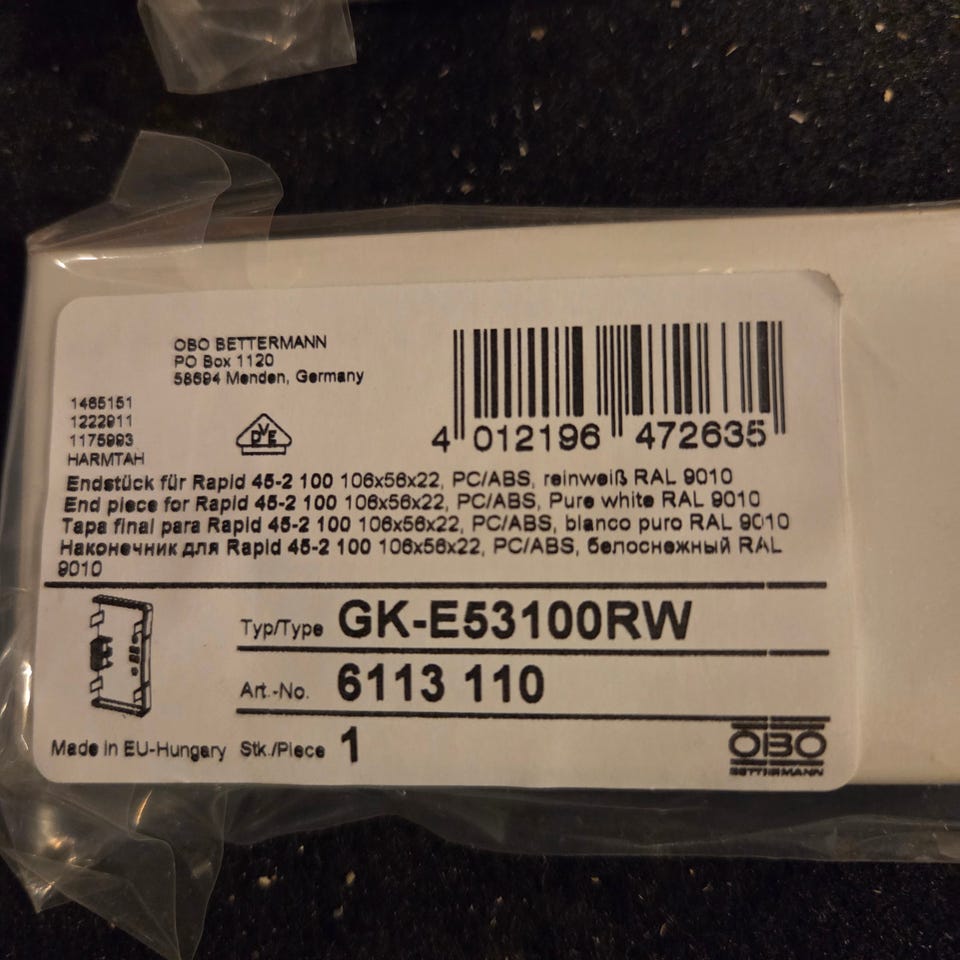 OBO BETTERMANN
PO Box 1120
58694 Menden, Germany
1465151
1222911
1175993
HARMTAH
DVE
4 012196 472635
Endstück für Rapid 45-2 100 106x56x22, PC/ABS, reinweiß RAL 9010
End piece for Rapid 45-2 100 106x56x22, PC/ABS, Pure white RAL 9010
Tapa final para Rapid 45-2 100 106x56x22, PC/ABS, blanco puro RAL 9010
Наконечник для Rapid 45-2 100 106x56x22, PC/ABS, белоснежный RAL
9010
Typ/Type GK-E53100RW
Art.-No. 6113 110
Made in EU-Hungary Stk./Piece 1
OBO
BETTERMANN